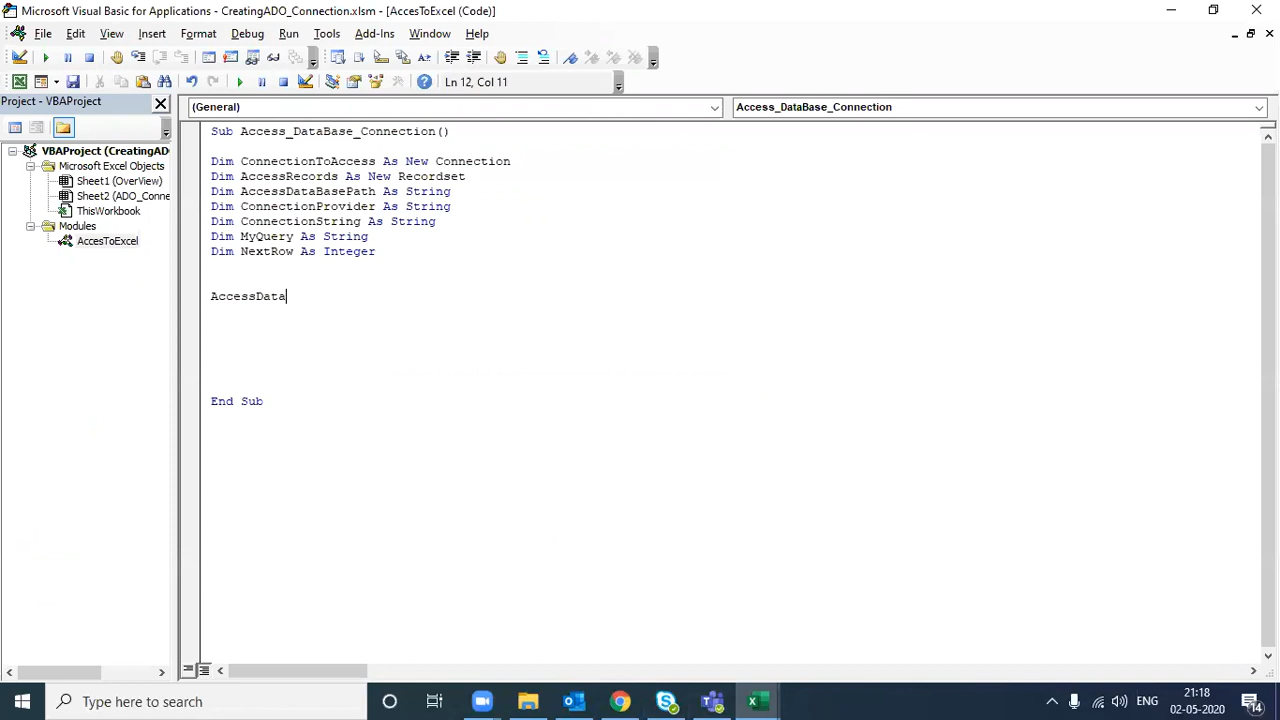 Microsoft Visual Basic for Applications - CreatingADO_Connection.xlsm - [AccesToExcel (Code)]
File Edit View Insert Format Debug Run Tools Add-Ins Window Help
Ln 12, Col 11
Project - VBAProject
(General)
Access_DataBase_Connection
VBAProject (CreatingAD
Microsoft Excel Objects
Sheet1 (OverView)
Sheet2 (ADO_Conne
ThisWorkbook
Modules
AccesToExcel
Sub Access_DataBase_Connection()
Dim ConnectionToAccess As New Connection
Dim AccessRecords As New Recordset
Dim AccessDataBasePath As String
Dim ConnectionProvider As String
Dim ConnectionString As String
Dim MyQuery As String
Dim NextRow As Integer
AccessData
End Sub
Type here to search
ENG
21:18
02-05-2020
14